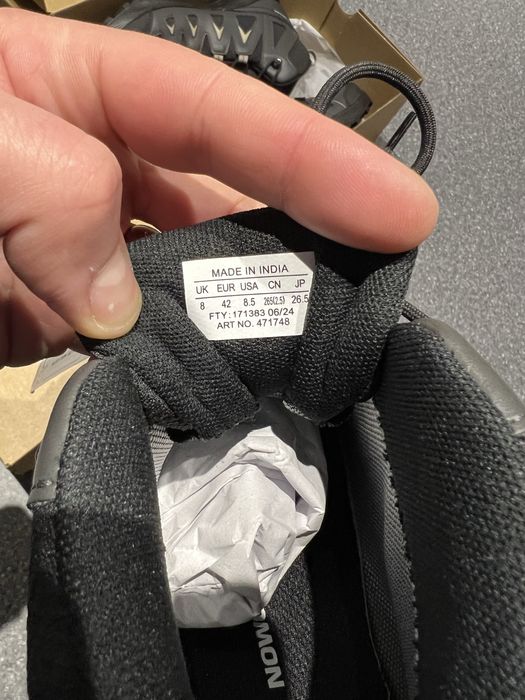 MADE IN INDIA
UK EUR USA CN JP
8 42 8.5 265(2.5) 26.5
FTY: 171383 06/24
ART NO. 471748